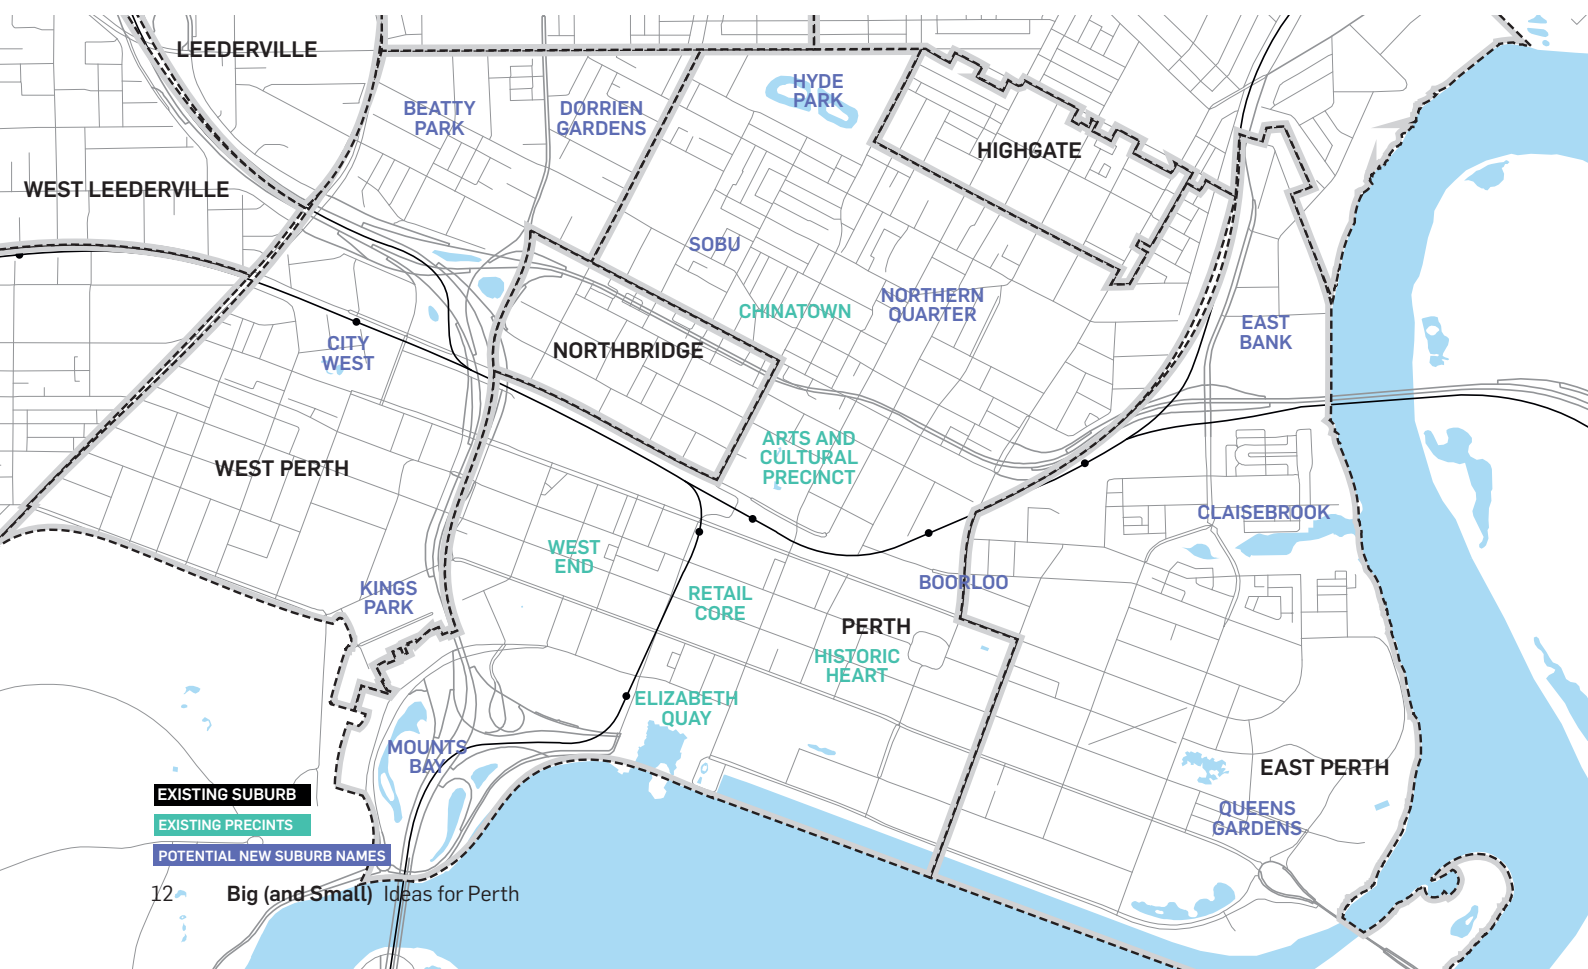 LEEDERVILLE
HYDE
PARK
BEATTY
PARK
DORRIEN
GARDENS
HIGHGATE
WEST LEEDERVILLE
SOBU
CHINATOWN
NORTHERN
QUARTER
EAST
BANK
CITY
WEST
NORTHBRIDGE
ARTS AND
CULTURAL
PRECINCT
WEST PERTH
CLAISEBROOK
WEST
END
KINGS
PARK
RETAIL
CORE
BOORLOO
PERTH
HISTORIC
HEART
ELIZABETH
QUAY
MOUNTS
BAY
EAST PERTH
QUEENS
GARDENS
EXISTING SUBURB
EXISTING PRECINTS
POTENTIAL NEW SUBURB NAMES
12 Big (and Small) Ideas for Perth